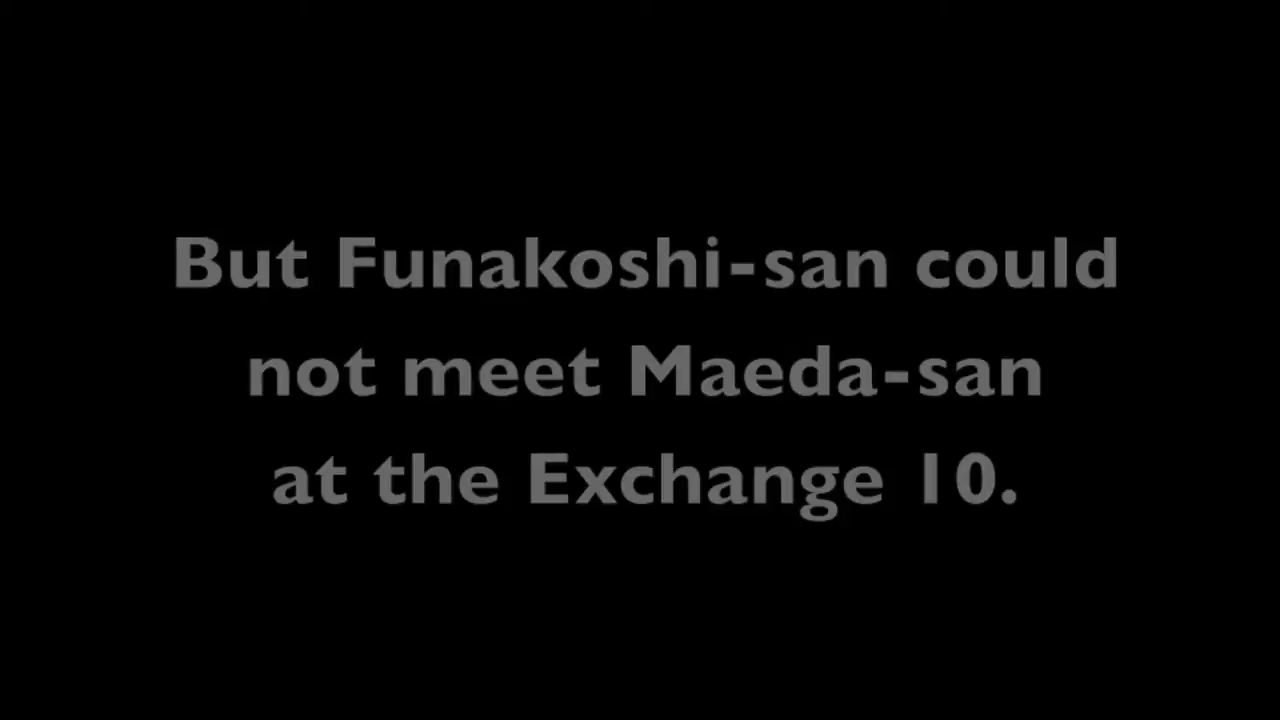 But Funakoshi-san could
not meet Maeda-san
at the Exchange 10.